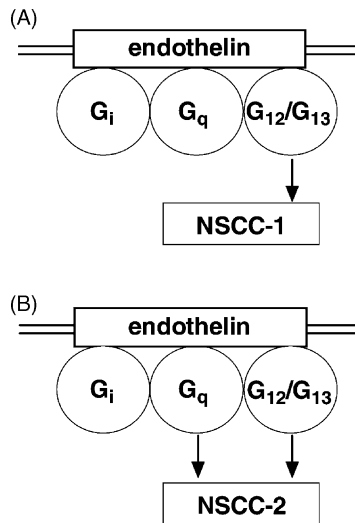 (A)
endothelin
Gi Gq G12/G13
NSCC-1
(B)
endothelin
Gi Gq G12/G13
NSCC-2